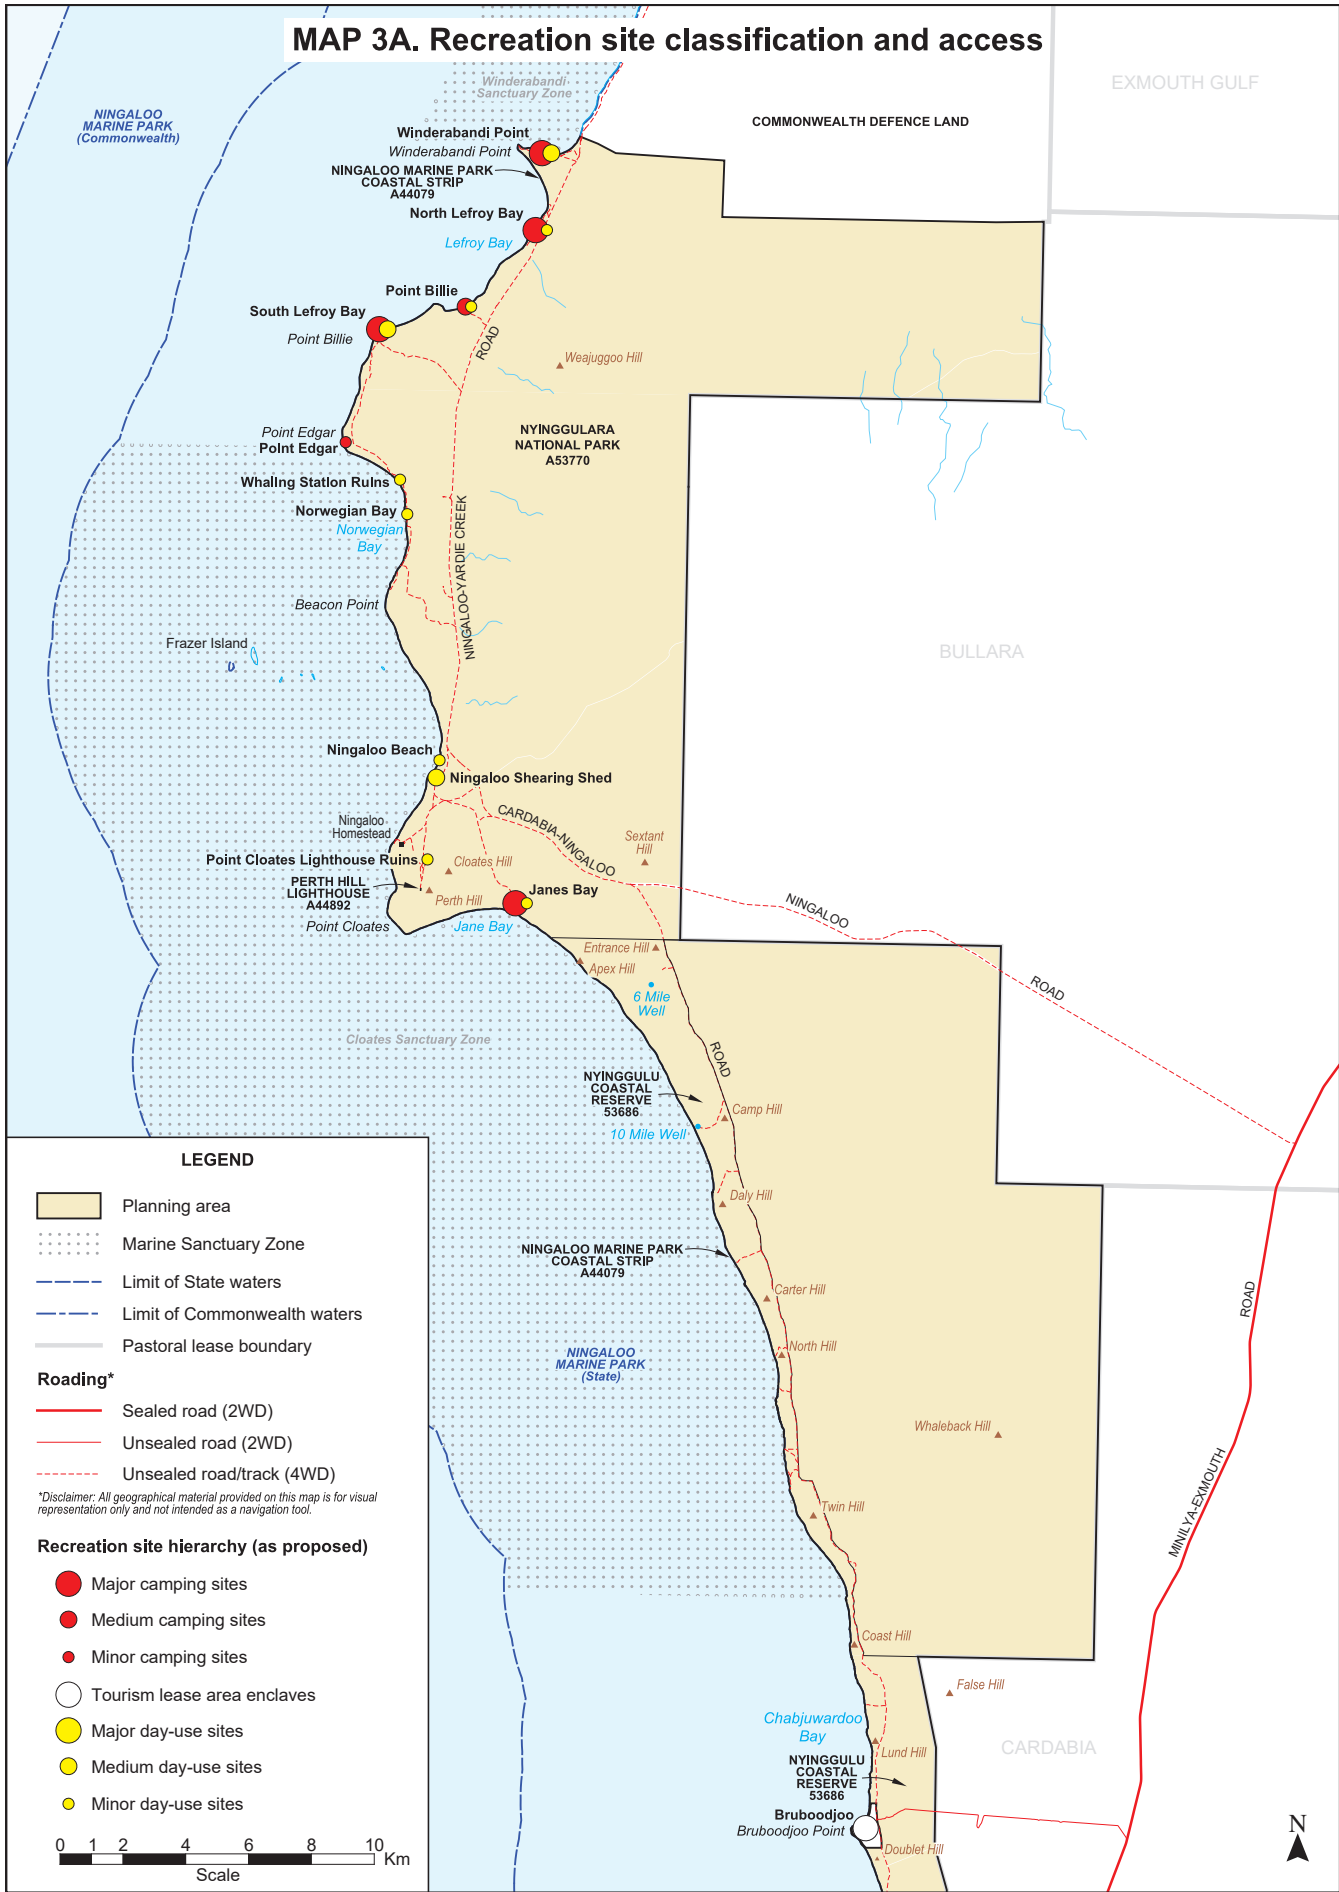 MAP 3A. Recreation site classification and access
Winderabandi
Sanctuary Zone
EXMOUTH GULF
NINGALOO
MARINE PARK
(Commonwealth)
COMMONWEALTH DEFENCE LAND
Winderabandi Point
Winderabandi Point
NINGALOO MARINE PARK
COASTAL STRIP
A44079
North Lefroy Bay
Lefroy Bay
Point Billie
South Lefroy Bay
Point Billie
ROAD
Weajuggoo Hill
Point Edgar
Point Edgar
NYINGGULARA
NATIONAL PARK
A53770
Whaling Station Ruins
Norwegian Bay
Norwegian
Bay
NINGALOO-YARDIE CREEK
Beacon Point
Frazer Island
BULLARA
Ningaloo Beach
Ningaloo Shearing Shed
CARDABIA-NINGALOO
Ningaloo
Homestead
Sextant
Hill
Point Cloates Lighthouse Ruins
Cloates Hill
PERTH HILL
LIGHTHOUSE
A44892
Perth Hill
Janes Bay
NINGALOO
Point Cloates
Jane Bay
Entrance Hill
Apex Hill
6 Mile
Well
ROAD
Cloates Sanctuary Zone
ROAD
NYINGGULU
COASTAL
RESERVE
53686
Camp Hill
10 Mile Well
Daly Hill
NINGALOO MARINE PARK
COASTAL STRIP
A44079
Carter Hill
ROAD
North Hill
NINGALOO
MARINE PARK
(State)
Whaleback Hill
MINILYA-EXMOUTH
Twin Hill
Coast Hill
False Hill
Chabjuwardoo
Bay
CARDABIA
Lund Hill
NYINGGULU
COASTAL
RESERVE
53686
Bruboodjoo
Bruboodjoo Point
Doublet Hill
N
LEGEND
Planning area
Marine Sanctuary Zone
Limit of State waters
Limit of Commonwealth waters
Pastoral lease boundary
Roading*
Sealed road (2WD)
Unsealed road (2WD)
Unsealed road/track (4WD)
*Disclaimer: All geographical material provided on this map is for visual
representation only and not intended as a navigation tool.
Recreation site hierarchy (as proposed)
Major camping sites
Medium camping sites
Minor camping sites
Tourism lease area enclaves
Major day-use sites
Medium day-use sites
Minor day-use sites
0 1 2 4 6 8 10
Km
Scale